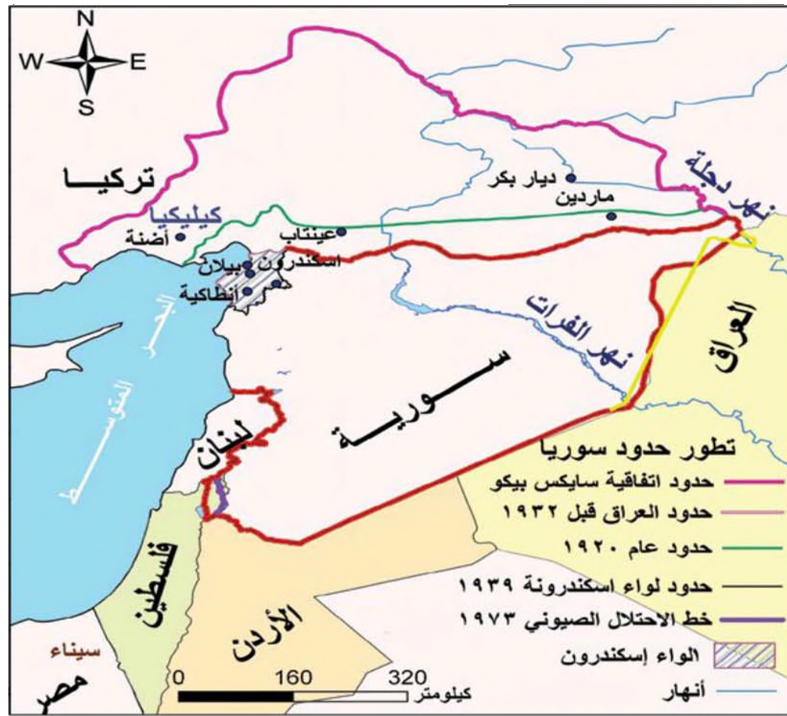 N
W E
S
تركيا
كيليكيا
أضنة
عينتاب
ديار بكر
ماردين
نهر دجلة
بيلان
اسكندرون
أنطاكية
البحر
المتوسط
نهر الفرات
العراق
سورية
لبنان
فلسطين
الأردن
سيناء
مصر
تطور حدود سوريا
حدود اتفاقية سايكس بيكو
حدود العراق قبل ١٩٣٢
حدود عام ١٩٢٠
حدود لواء اسكندرونة ١٩٣٩
خط الاحتلال الصيوني ١٩٧٣
الواء إسكندرون
أنهار
0 160 320
كيلومتر